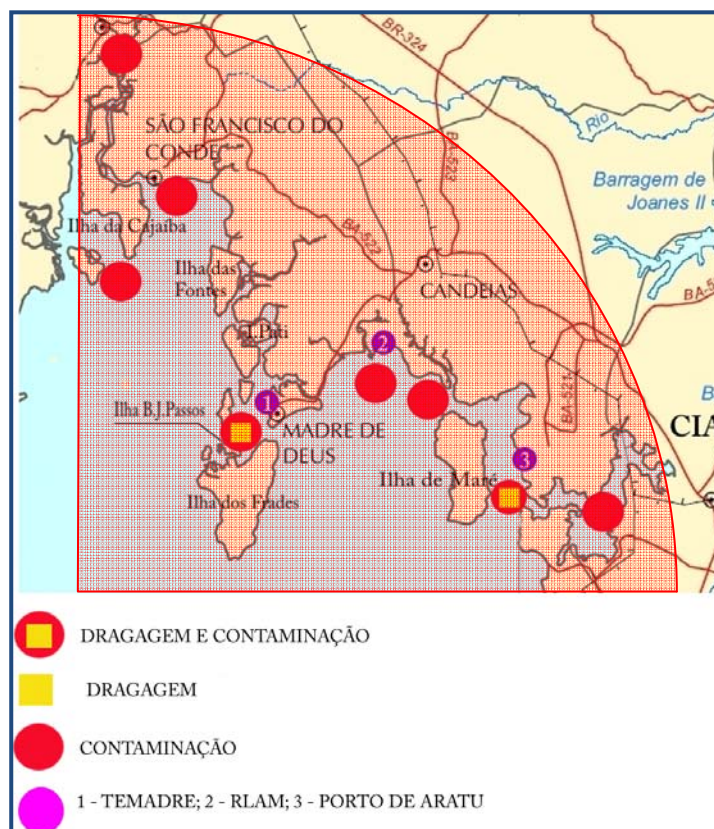 BR-324
SÃO FRANCISCO DO
CONDE
Rio
Barragem de
Joanes II
BA-523
Ilha da Cajaiba
BA-522
Ilha das
Fontes
CANDEIAS
BA-5
I.Pati
2
1
Ilha B.J.Passos
BA-521
MADRE DE
DEUS
CIA
3
Ilha de Maré
Ilha dos Frades
DRAGAGEM E CONTAMINAÇÃO
DRAGAGEM
CONTAMINAÇÃO
1 - TEMADRE; 2 - RLAM; 3 - PORTO DE ARATU